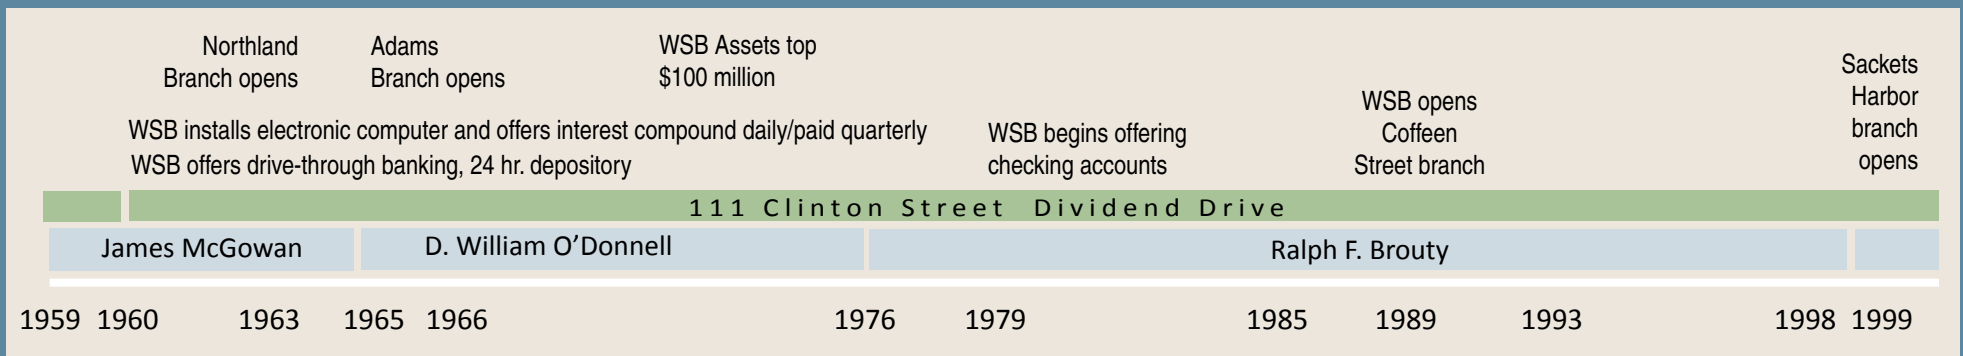 Northland
Branch opens
Adams
Branch opens
WSB Assets top
$100 million
WSB installs electronic computer and offers interest compound daily/paid quarterly
WSB offers drive-through banking, 24 hr. depository
WSB begins offering
checking accounts
WSB opens
Coffeen
Street branch
Sackets
Harbor
branch
opens
111 Clinton Street Dividend Drive
James McGowan
D. William O’Donnell
Ralph F. Brouty
1959 1960 1963 1965 1966 1976 1979 1985 1989 1993 1998 1999